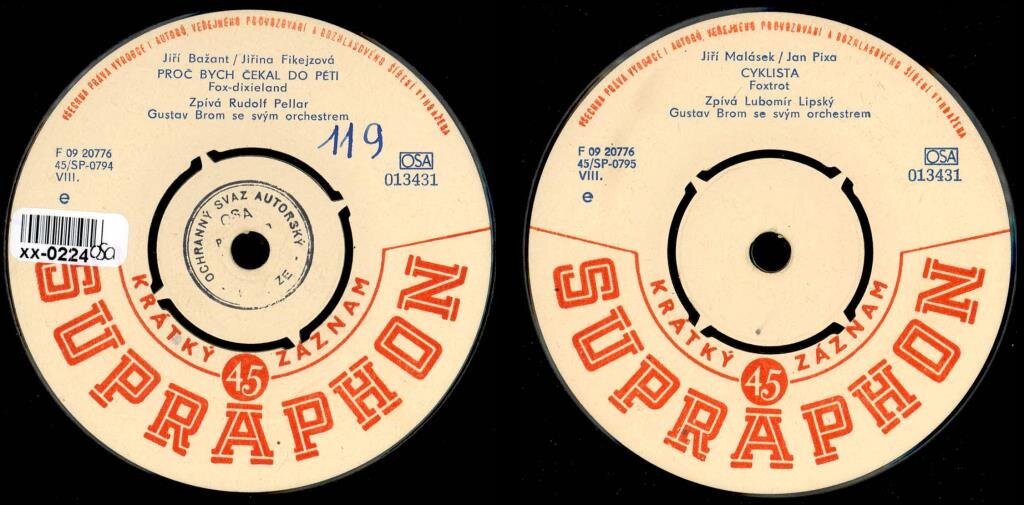 VŠECHNA PRÁVA VÝROBCE I AUTORŮ, VEŘEJNÉHO PROVOZOVÁNÍ A ROZHLASOVÉHO ŠÍŘENÍ VYHRAZENA
Jiří Bažant/Jiřina Fikejzová
PROČ BYCH ČEKAL DO PĚTI
Fox-dixieland
Zpívá Rudolf Pellar
Gustav Brom se svým orchestrem
119
F 09 20776
45/SP-0794
VIII.
e
OSA
013431
OCHRANNÝ SVAZ AUTORSKÝ
OSA
ZE
xx-0224
osa
KRÁTKÝ ZÁZNAM
45
SUPRAPHON
VŠECHNA PRÁVA VÝROBCE I AUTORŮ, VEŘEJNÉHO PROVOZOVÁNÍ A ROZHLASOVÉHO ŠÍŘENÍ VYHRAZENA
Jiří Malásek/Jan Pixa
CYKLISTA
Foxtrot
Zpívá Lubomír Lipský
Gustav Brom se svým orchestrem
F 09 20776
45/SP-0795
VIII.
e
OSA
013431
KRÁTKÝ ZÁZNAM
45
SUPRAPHON